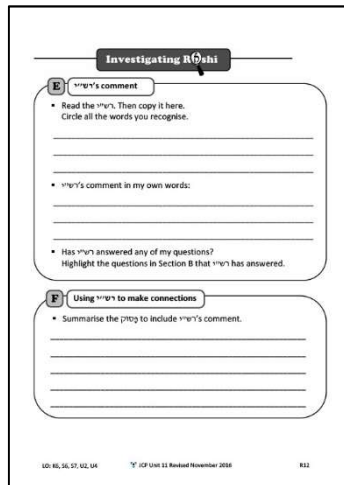 Investigating Rashi
E רש״י's comment
• Read the רש״י. Then copy it here.
Circle all the words you recognise.
• רש״י's comment in my own words:
• Has רש״י answered any of my questions?
Highlight the questions in Section B that רש״י has answered.
F Using רש״י to make connections
• Summarise the פָּסוּק to include רש״י's comment.
LO: K6, S6, S7, U2, U4 JCP Unit 11 Revised November 2016 R12